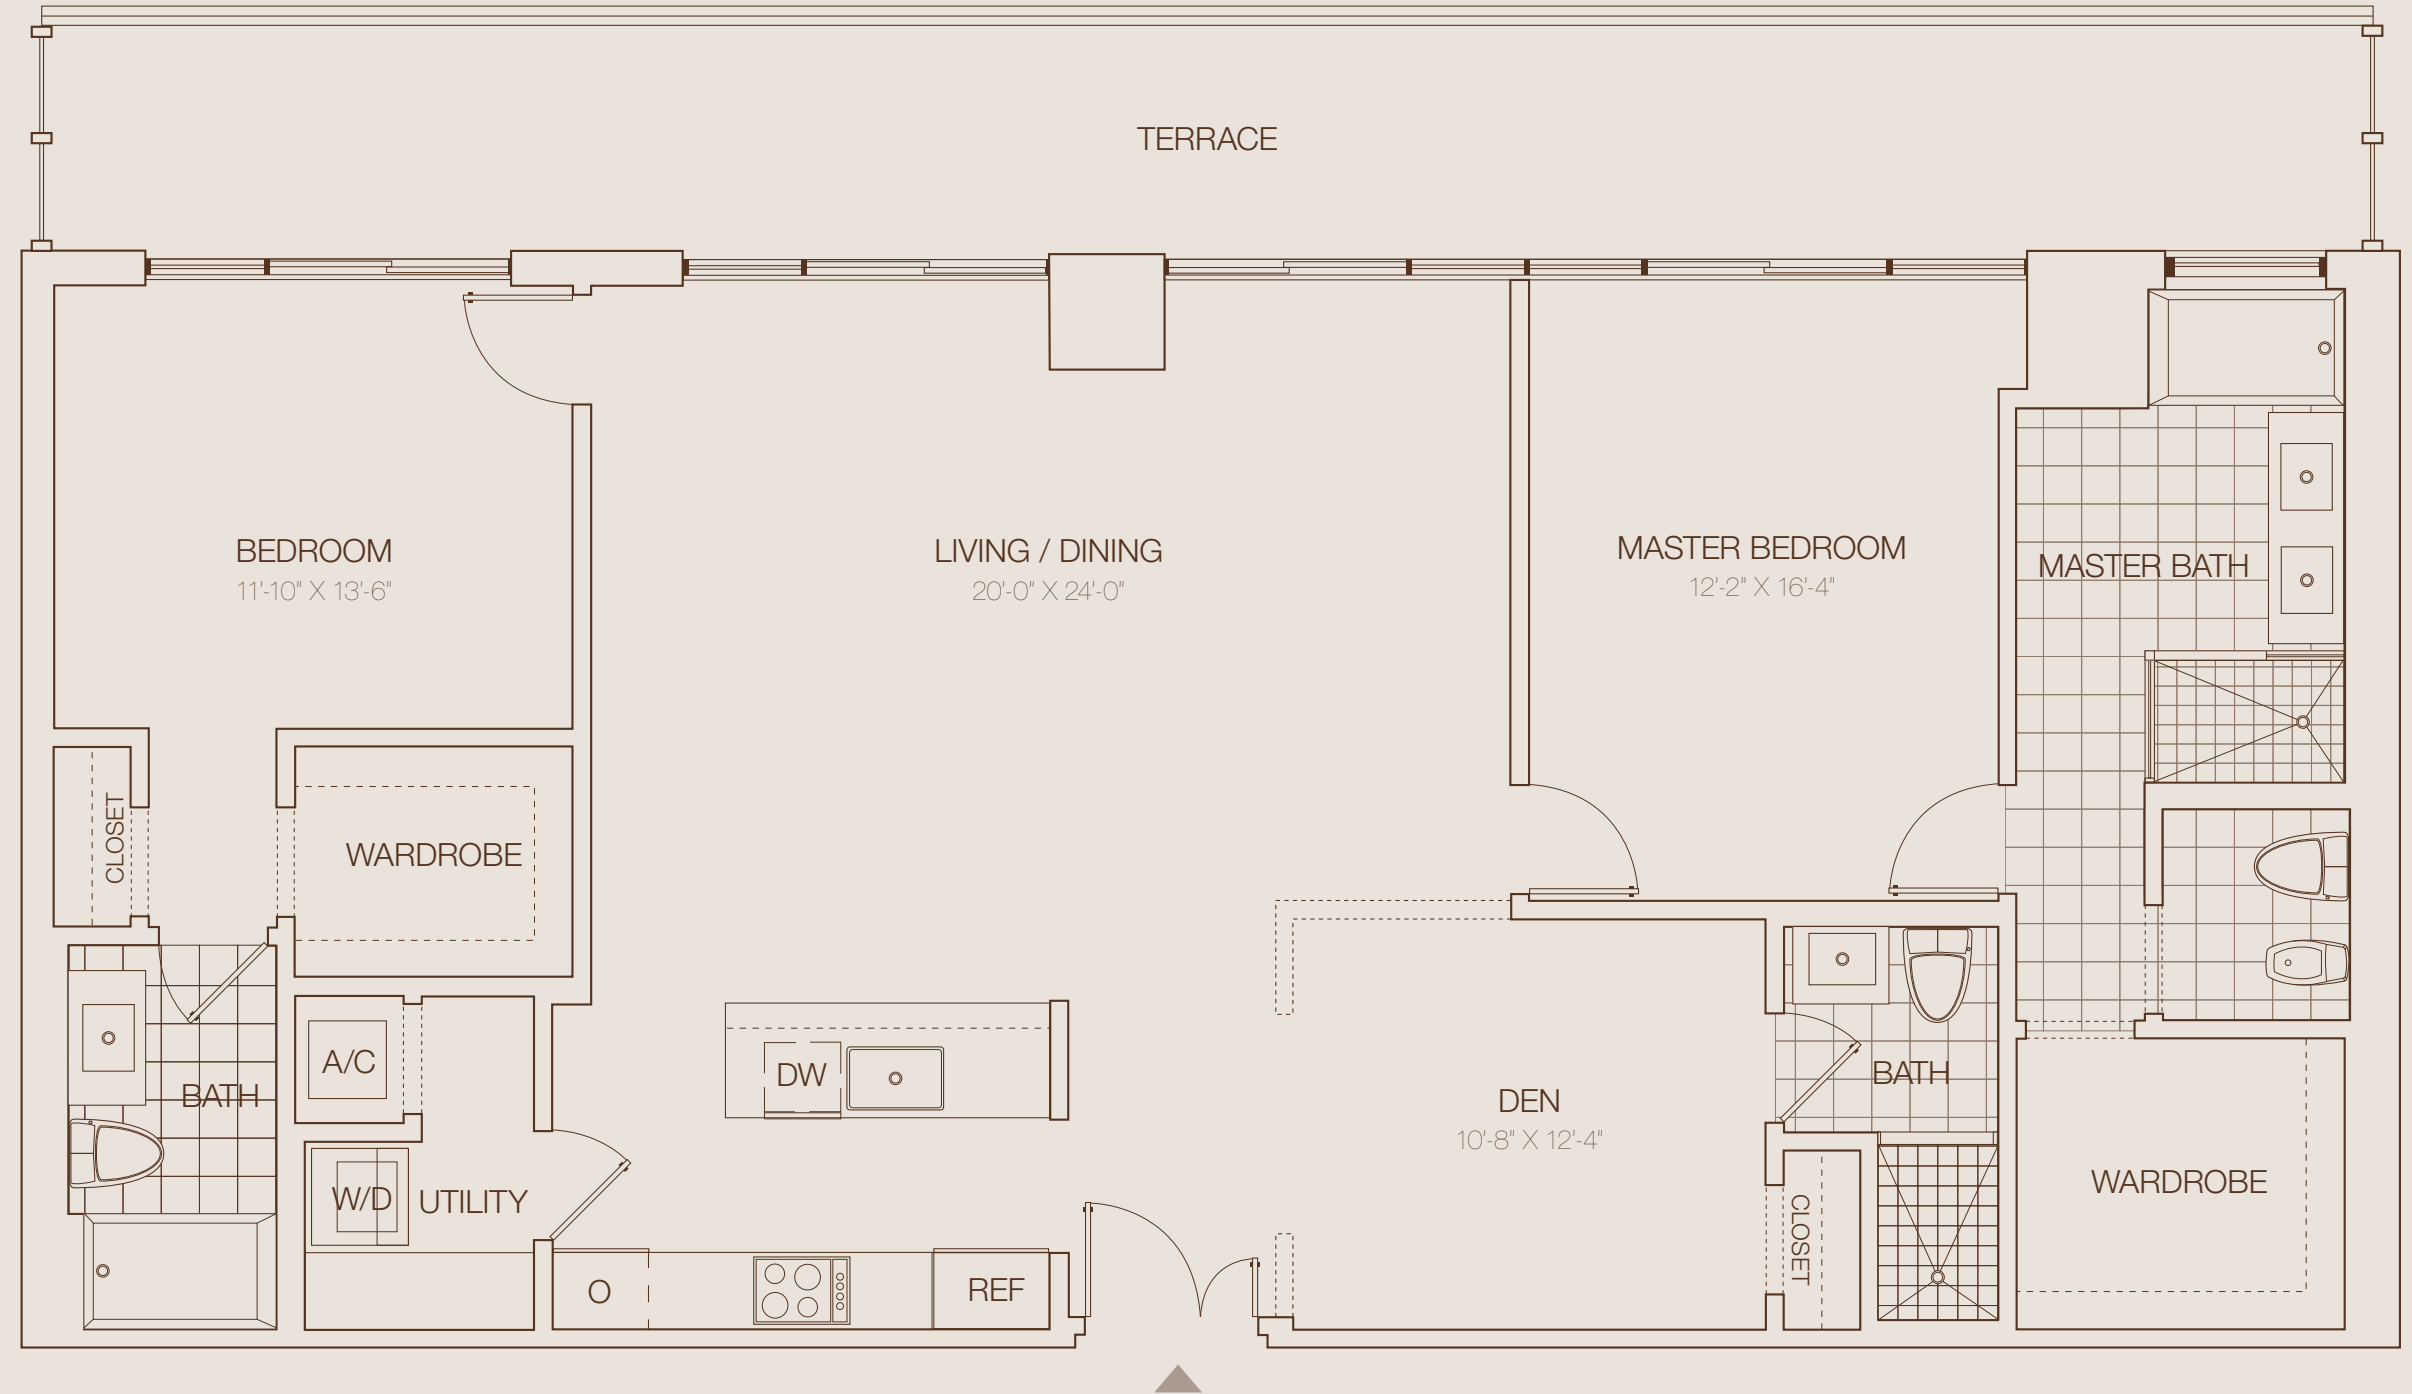 TERRACE
BEDROOM
11'-10" X 13'-6"
LIVING / DINING
20'-0" X 24'-0"
MASTER BEDROOM
12'-2" X 16'-4"
MASTER BATH
CLOSET
WARDROBE
A/C
BATH
W/D
UTILITY
DW
O
REF
DEN
10'-8" X 12'-4"
BATH
CLOSET
WARDROBE